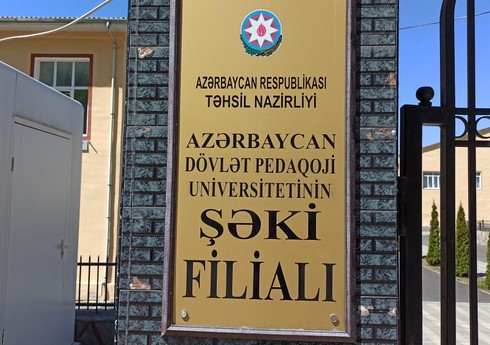 AZƏRBAYCAN RESPUBLİKASI
TƏHSİL NAZİRLİYİ
AZƏRBAYCAN
DÖVLƏT PEDAQOJİ
UNİVERSİTETİNİN
ŞƏKİ
FİLİALI